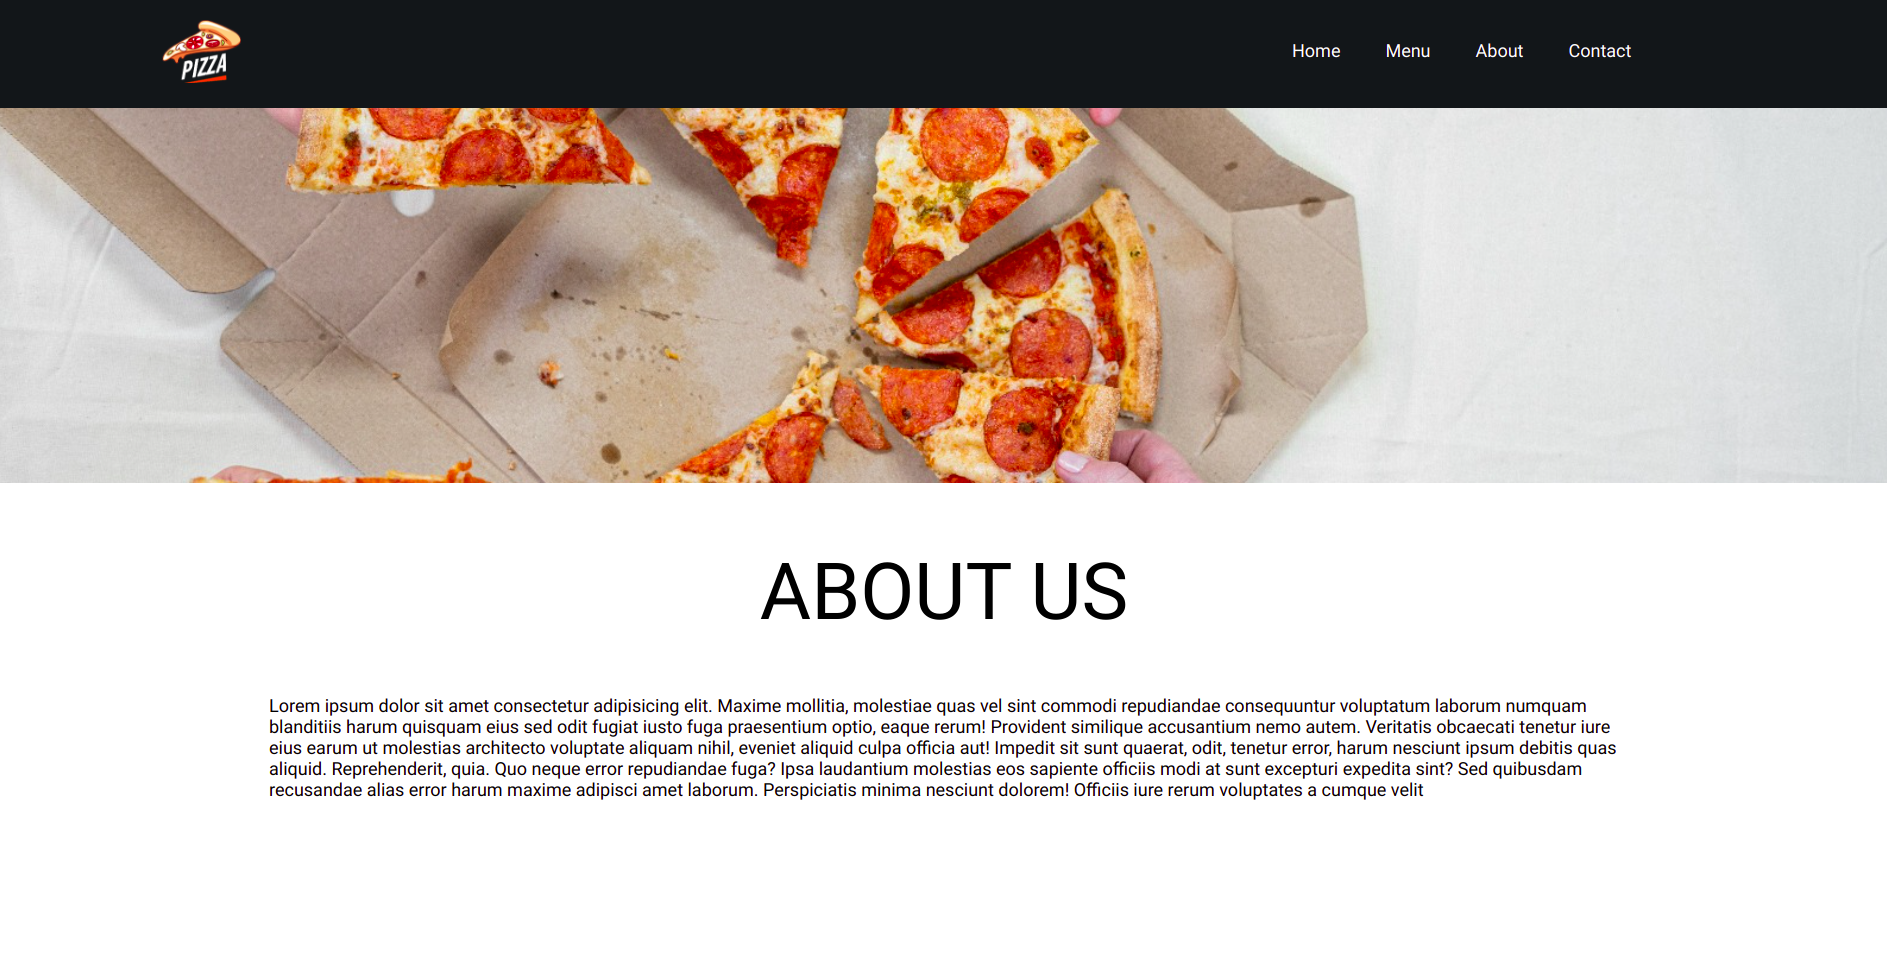 PIZZA
Home Menu About Contact
ABOUT US
Lorem ipsum dolor sit amet consectetur adipisicing elit. Maxime mollitia, molestiae quas vel sint commodi repudiandae consequuntur voluptatum laborum numquam
blanditiis harum quisquam eius sed odit fugiat iusto fuga praesentium optio, eaque rerum! Provident similique accusantium nemo autem. Veritatis obcaecati tenetur iure
eius earum ut molestias architecto voluptate aliquam nihil, eveniet aliquid culpa officia aut! Impedit sit sunt quaerat, odit, tenetur error, harum nesciunt ipsum debitis quas
aliquid. Reprehenderit, quia. Quo neque error repudiandae fuga? Ipsa laudantium molestias eos sapiente officiis modi at sunt excepturi expedita sint? Sed quibusdam
recusandae alias error harum maxime adipisci amet laborum. Perspiciatis minima nesciunt dolorem! Officiis iure rerum voluptates a cumque velit